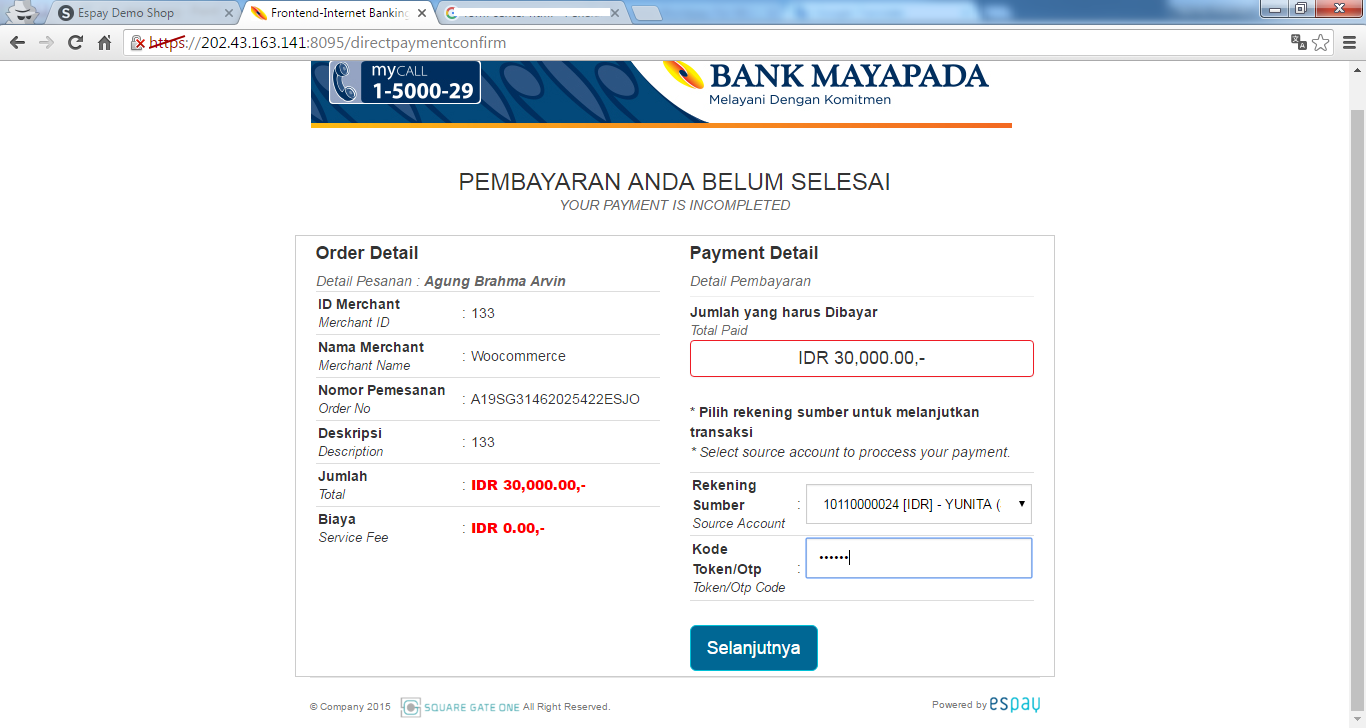 Espay Demo Shop
Frontend-Internet Banking
https://202.43.163.141:8095/directpaymentconfirm
myCALL
1-5000-29
BANK MAYAPADA
Melayani Dengan Komitmen
PEMBAYARAN ANDA BELUM SELESAI
YOUR PAYMENT IS INCOMPLETED
Order Detail
Detail Pesanan : Agung Brahma Arvin
ID Merchant
Merchant ID
: 133
Nama Merchant
Merchant Name
: Woocommerce
Nomor Pemesanan
Order No
: A19SG31462025422ESJO
Deskripsi
Description
: 133
Jumlah
Total
: IDR 30,000.00,-
Biaya
Service Fee
: IDR 0.00,-
Payment Detail
Detail Pembayaran
Jumlah yang harus Dibayar
Total Paid
IDR 30,000.00,-
* Pilih rekening sumber untuk melanjutkan
transaksi
* Select source account to proccess your payment.
Rekening
Sumber
Source Account
:
10110000024 [IDR] - YUNITA (
Kode
Token/Otp
Token/Otp Code
:
••••••
Selanjutnya
© Company 2015 SQUARE GATE ONE All Right Reserved.
Powered by espay